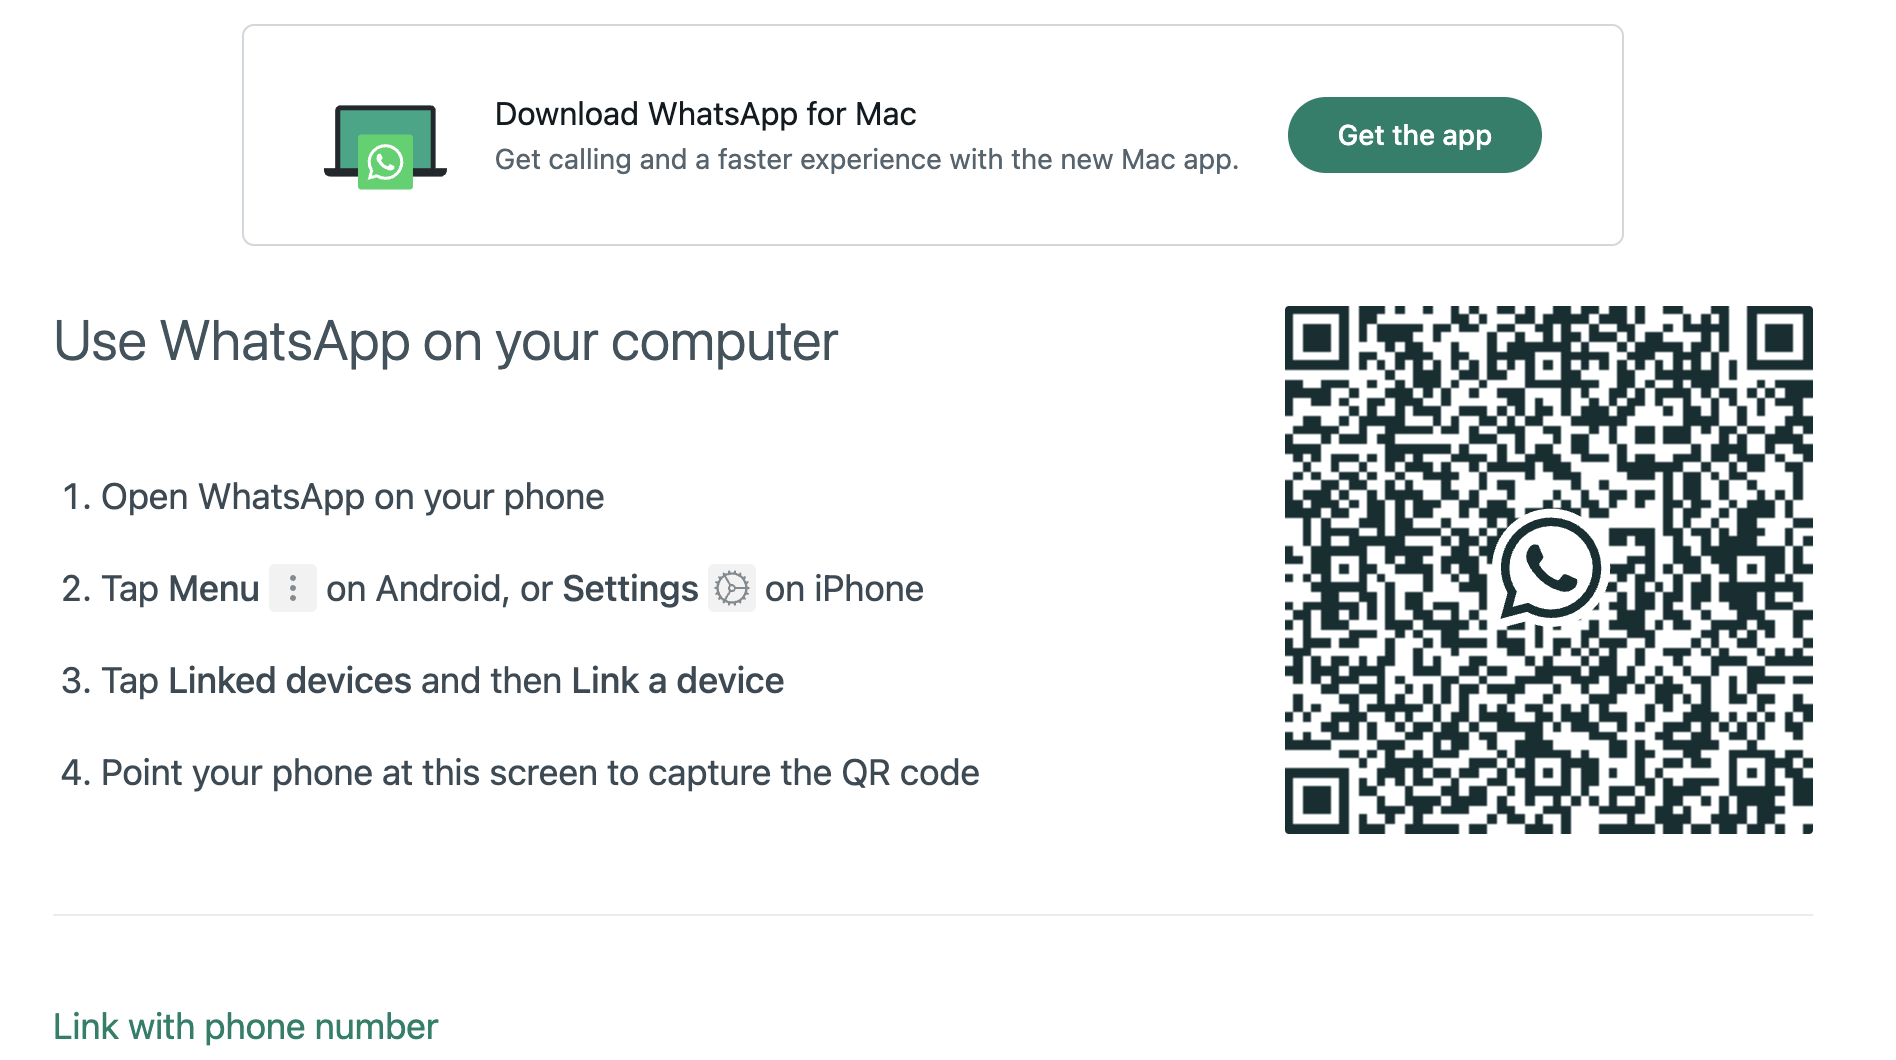 Download WhatsApp for Mac
Get calling and a faster experience with the new Mac app.
Get the app
Use WhatsApp on your computer
1. Open WhatsApp on your phone
2. Tap Menu on Android, or Settings on iPhone
3. Tap Linked devices and then Link a device
4. Point your phone at this screen to capture the QR code
Link with phone number